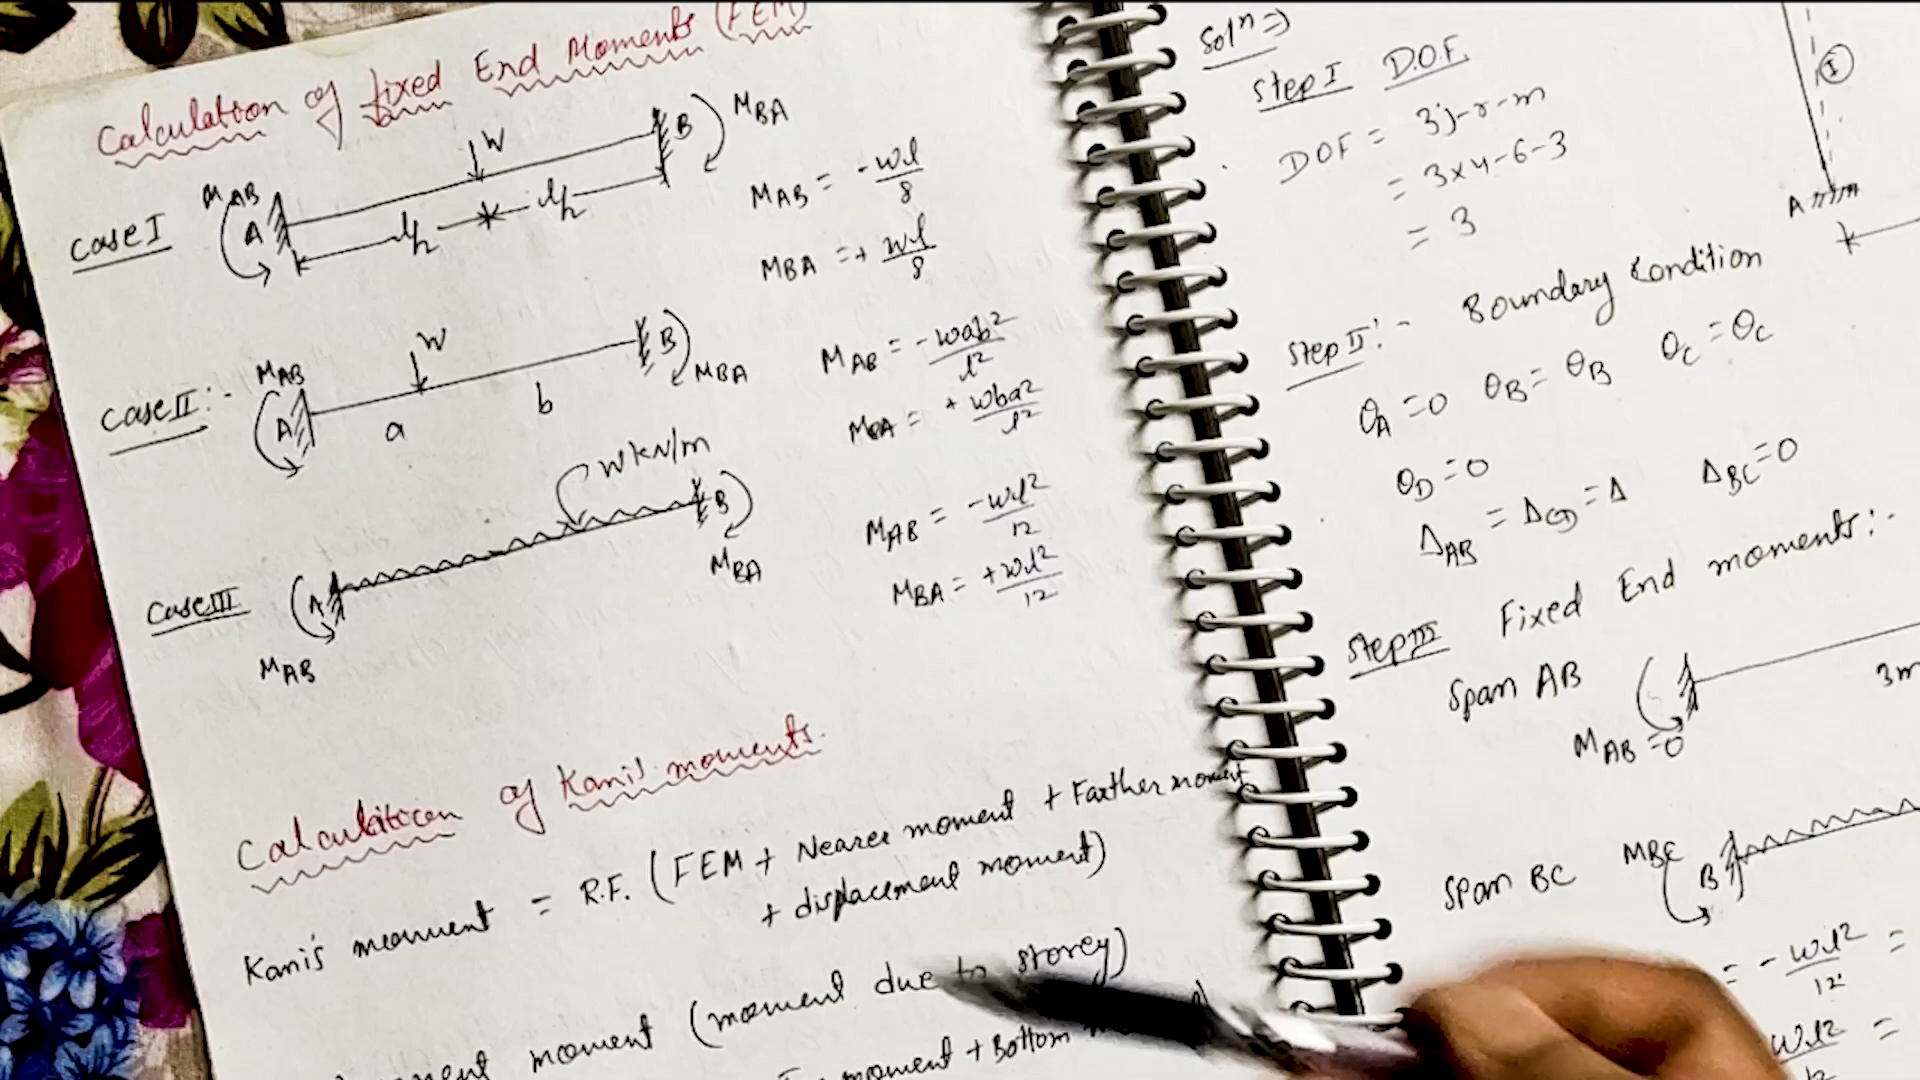 Calculation of fixed End Moments (FEM)
Case I
MAB
A
W
B
MBA
l/2
l/2
MAB = -wl/8
MBA = + wl/8
Case II :-
MAB
A
W
B
MBA
a
b
MAB = - wab²/l²
MBA = + wba²/l²
Case III
A
MAB
W kN/m
B
MBA
MAB = -wl²/12
MBA = +wl²/12
Calculation of Kani's moments.
Kani's moment = R.F. (FEM + Nearer moment + Farther moment
+ displacement moment)
moment (moment due to storey)
moment + Bottom
Solⁿ ⇒
Step I D.O.F.
DOF = 3j-r-m
= 3x4-6-3
= 3
Step II :- Boundary Condition
θA = 0 θB = θB θC = θC
θD = 0
ΔAB = ΔCD = Δ ΔBC = 0
Step III Fixed End moments :-
Span AB
MAB = 0
3m
Span BC
MBC
B
= - wl²/12 =
wl²/12 =
I
A